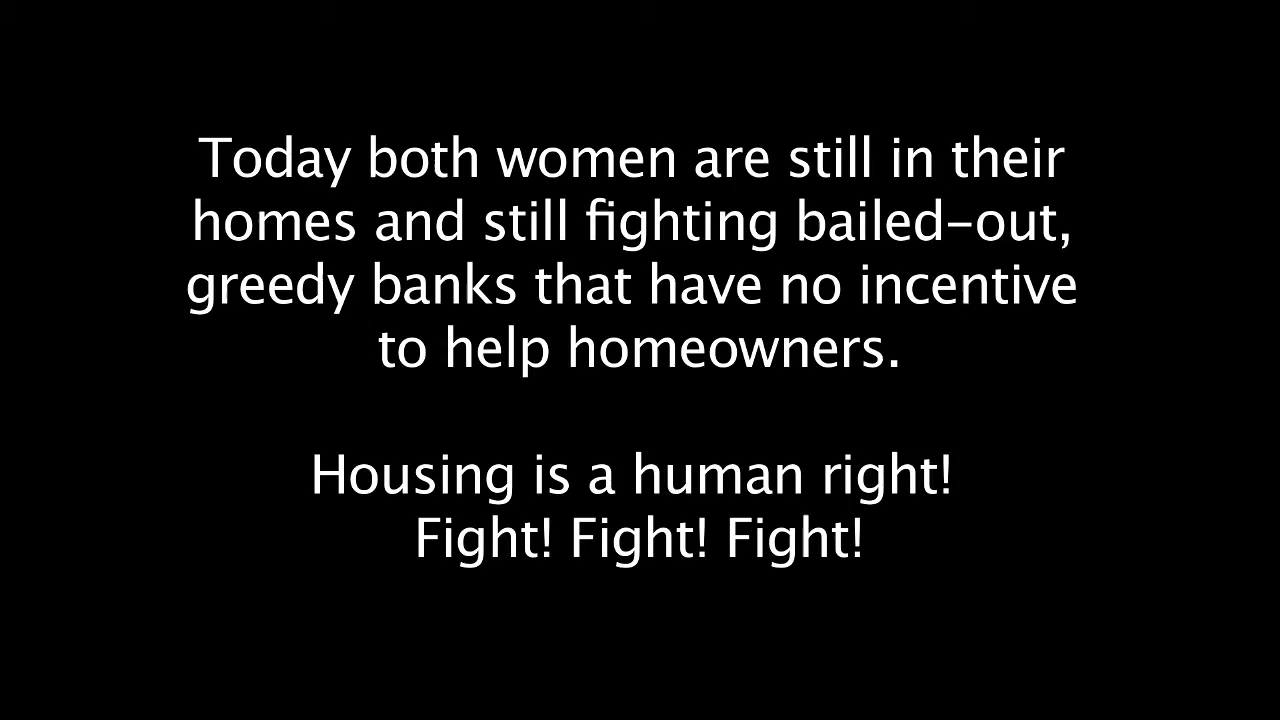 Today both women are still in their
homes and still fighting bailed-out,
greedy banks that have no incentive
to help homeowners.
Housing is a human right!
Fight! Fight! Fight!